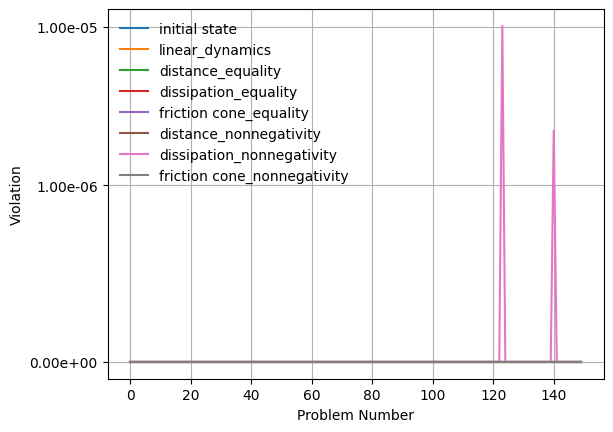 1.00e-05
1.00e-06
0.00e+00
Violation
initial state
linear_dynamics
distance_equality
dissipation_equality
friction cone_equality
distance_nonnegativity
dissipation_nonnegativity
friction cone_nonnegativity
0 20 40 60 80 100 120 140
Problem Number